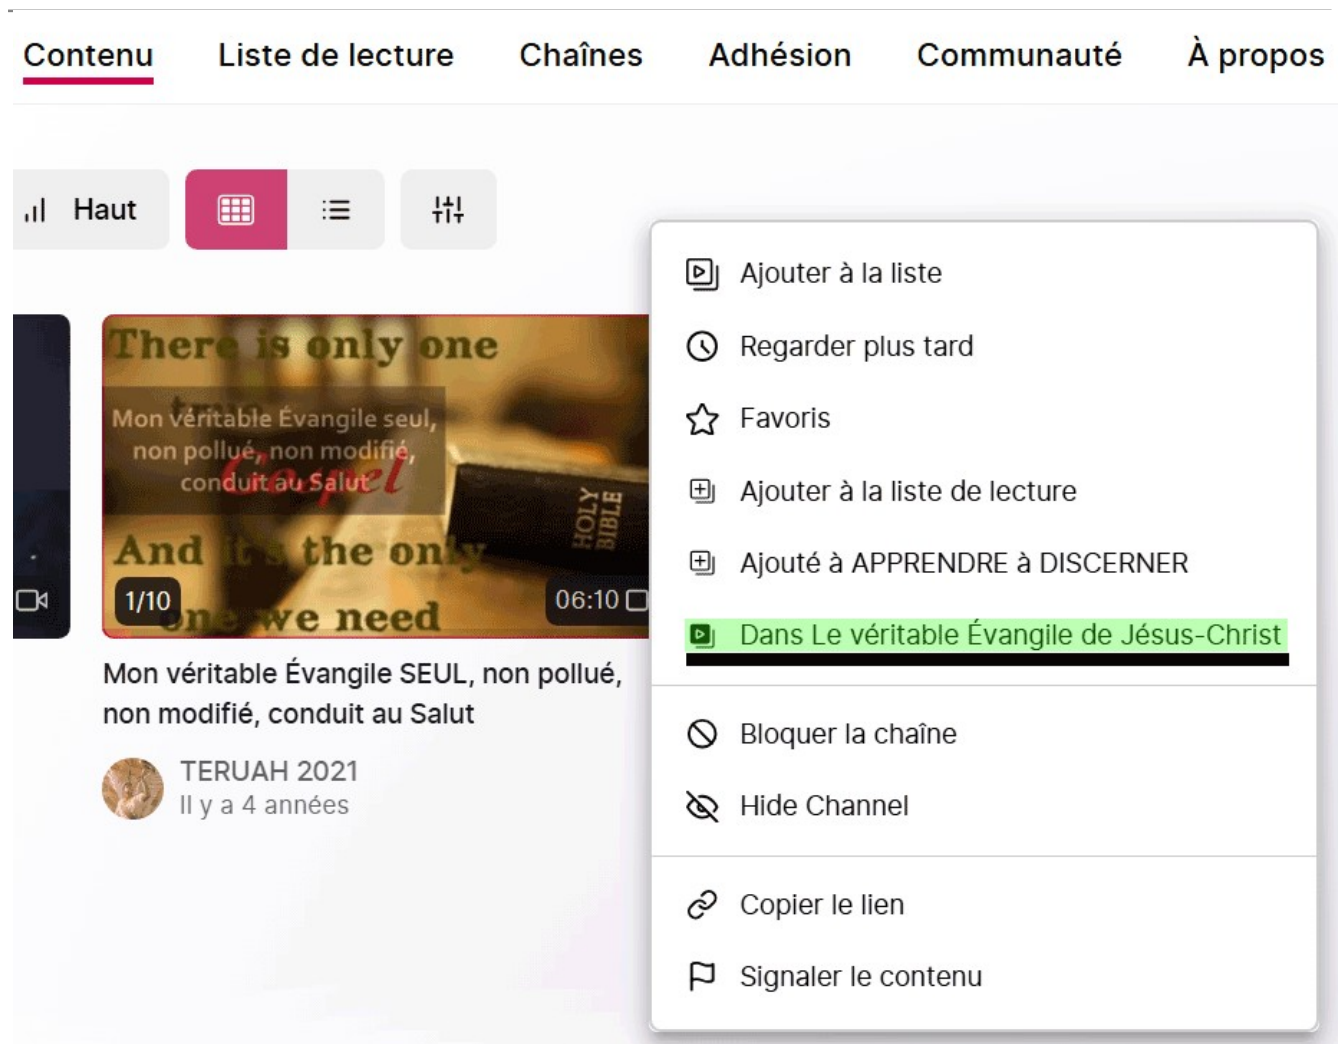 Contenu Liste de lecture Chaînes Adhésion Communauté À propos
Haut
There is only one
true
Mon véritable Évangile seul,
non pollué, non modifié,
conduit au Salut
Gospel
HOLY
BIBLE
And it's the only
one we need
1/10
06:10
Mon véritable Évangile SEUL, non pollué,
non modifié, conduit au Salut
TERUAH 2021
Il y a 4 années
Ajouter à la liste
Regarder plus tard
Favoris
Ajouter à la liste de lecture
Ajouté à APPRENDRE à DISCERNER
Dans Le véritable Évangile de Jésus-Christ
Bloquer la chaîne
Hide Channel
Copier le lien
Signaler le contenu